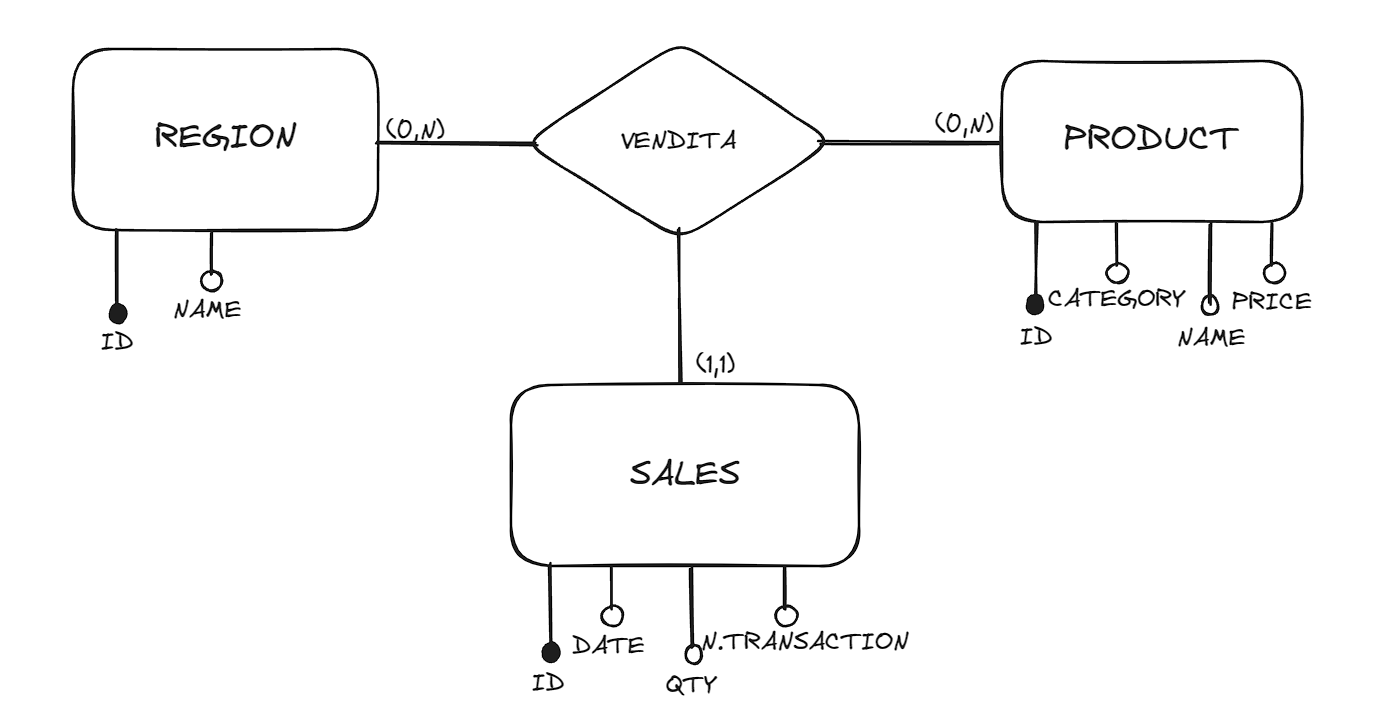 REGION
(0,N)
VENDITA
(0,N)
PRODUCT
ID
NAME
ID
CATEGORY
NAME
PRICE
(1,1)
SALES
ID
DATE
QTY
N.TRANSACTION